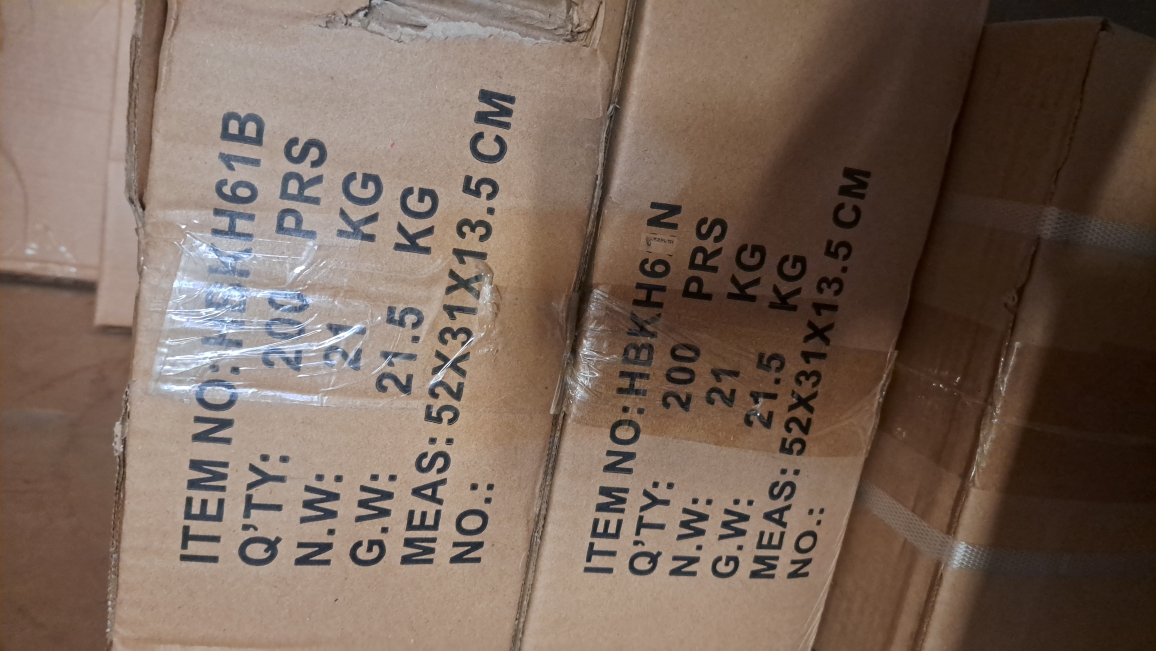 ITEM NO: HBKH61B
Q'TY: 200 PRS
N.W: 21 KG
G.W: 21.5 KG
MEAS: 52X31X13.5 CM
NO.:
ITEM NO: HBKH61N
Q'TY: 200 PRS
N.W: 21 KG
G.W: 21.5 KG
MEAS: 52X31X13.5 CM
NO.: